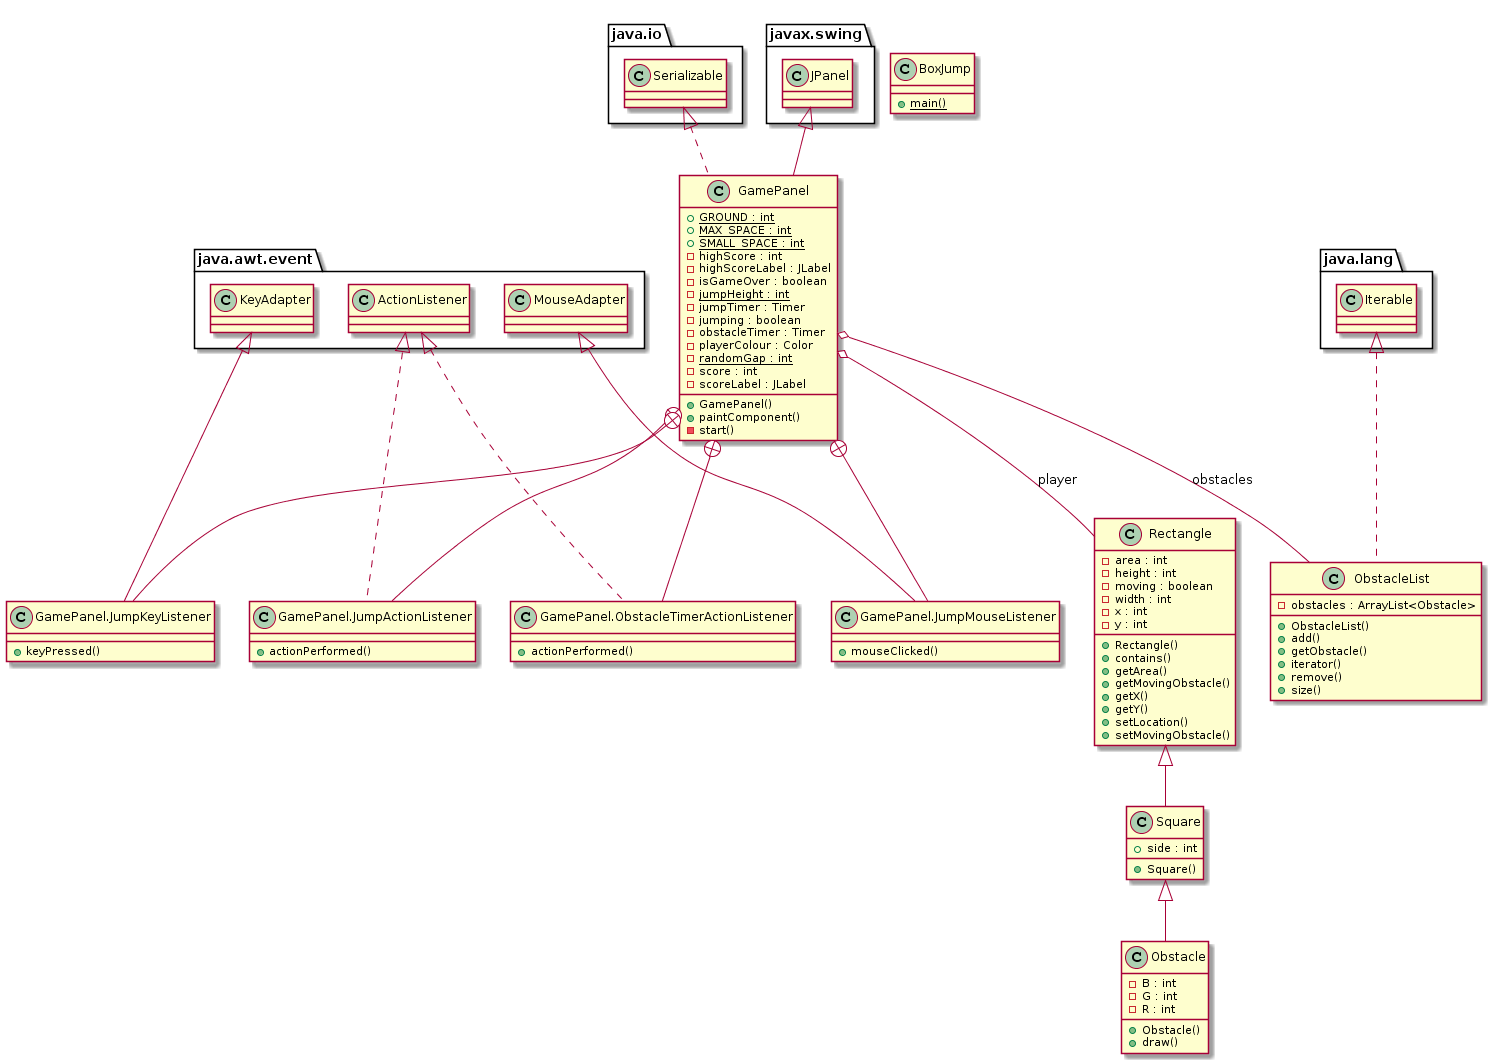 java.io
C Serializable
javax.swing
C JPanel
C BoxJump
main()
C GamePanel
GROUND : int
MAX_SPACE : int
SMALL_SPACE : int
highScore : int
highScoreLabel : JLabel
isGameOver : boolean
jumpHeight : int
jumpTimer : Timer
jumping : boolean
obstacleTimer : Timer
playerColour : Color
randomGap : int
score : int
scoreLabel : JLabel
GamePanel()
paintComponent()
start()
java.awt.event
C KeyAdapter
C ActionListener
C MouseAdapter
java.lang
C Iterable
player
obstacles
C GamePanel.JumpKeyListener
keyPressed()
C GamePanel.JumpActionListener
actionPerformed()
C GamePanel.ObstacleTimerActionListener
actionPerformed()
C GamePanel.JumpMouseListener
mouseClicked()
C Rectangle
area : int
height : int
moving : boolean
width : int
x : int
y : int
Rectangle()
contains()
getArea()
getMovingObstacle()
getX()
getY()
setLocation()
setMovingObstacle()
C ObstacleList
obstacles : ArrayList<Obstacle>
ObstacleList()
add()
getObstacle()
iterator()
remove()
size()
C Square
side : int
Square()
C Obstacle
B : int
G : int
R : int
Obstacle()
draw()